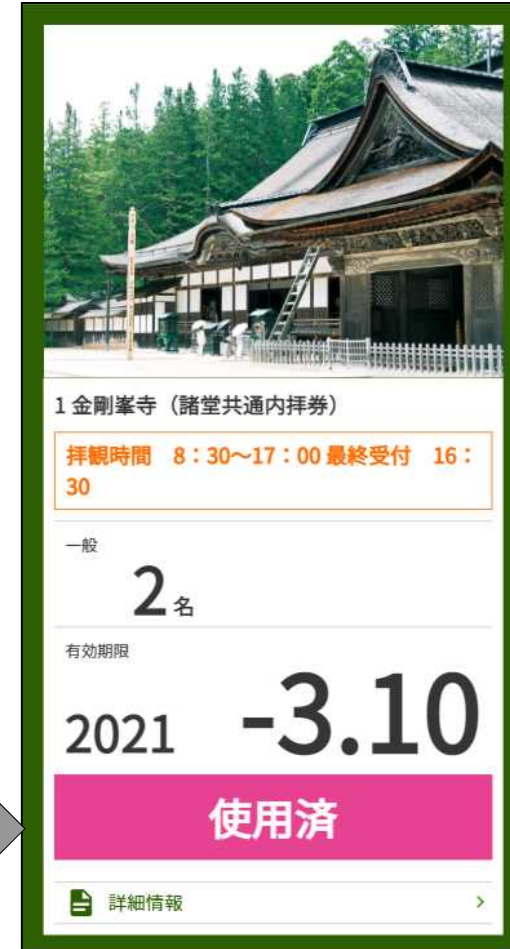 1 金剛峯寺（諸堂共通内拝券）
拝観時間　8：30〜17：00 最終受付　16：
30
一般
2名
有効期限
2021 -3.10
使用済
詳細情報